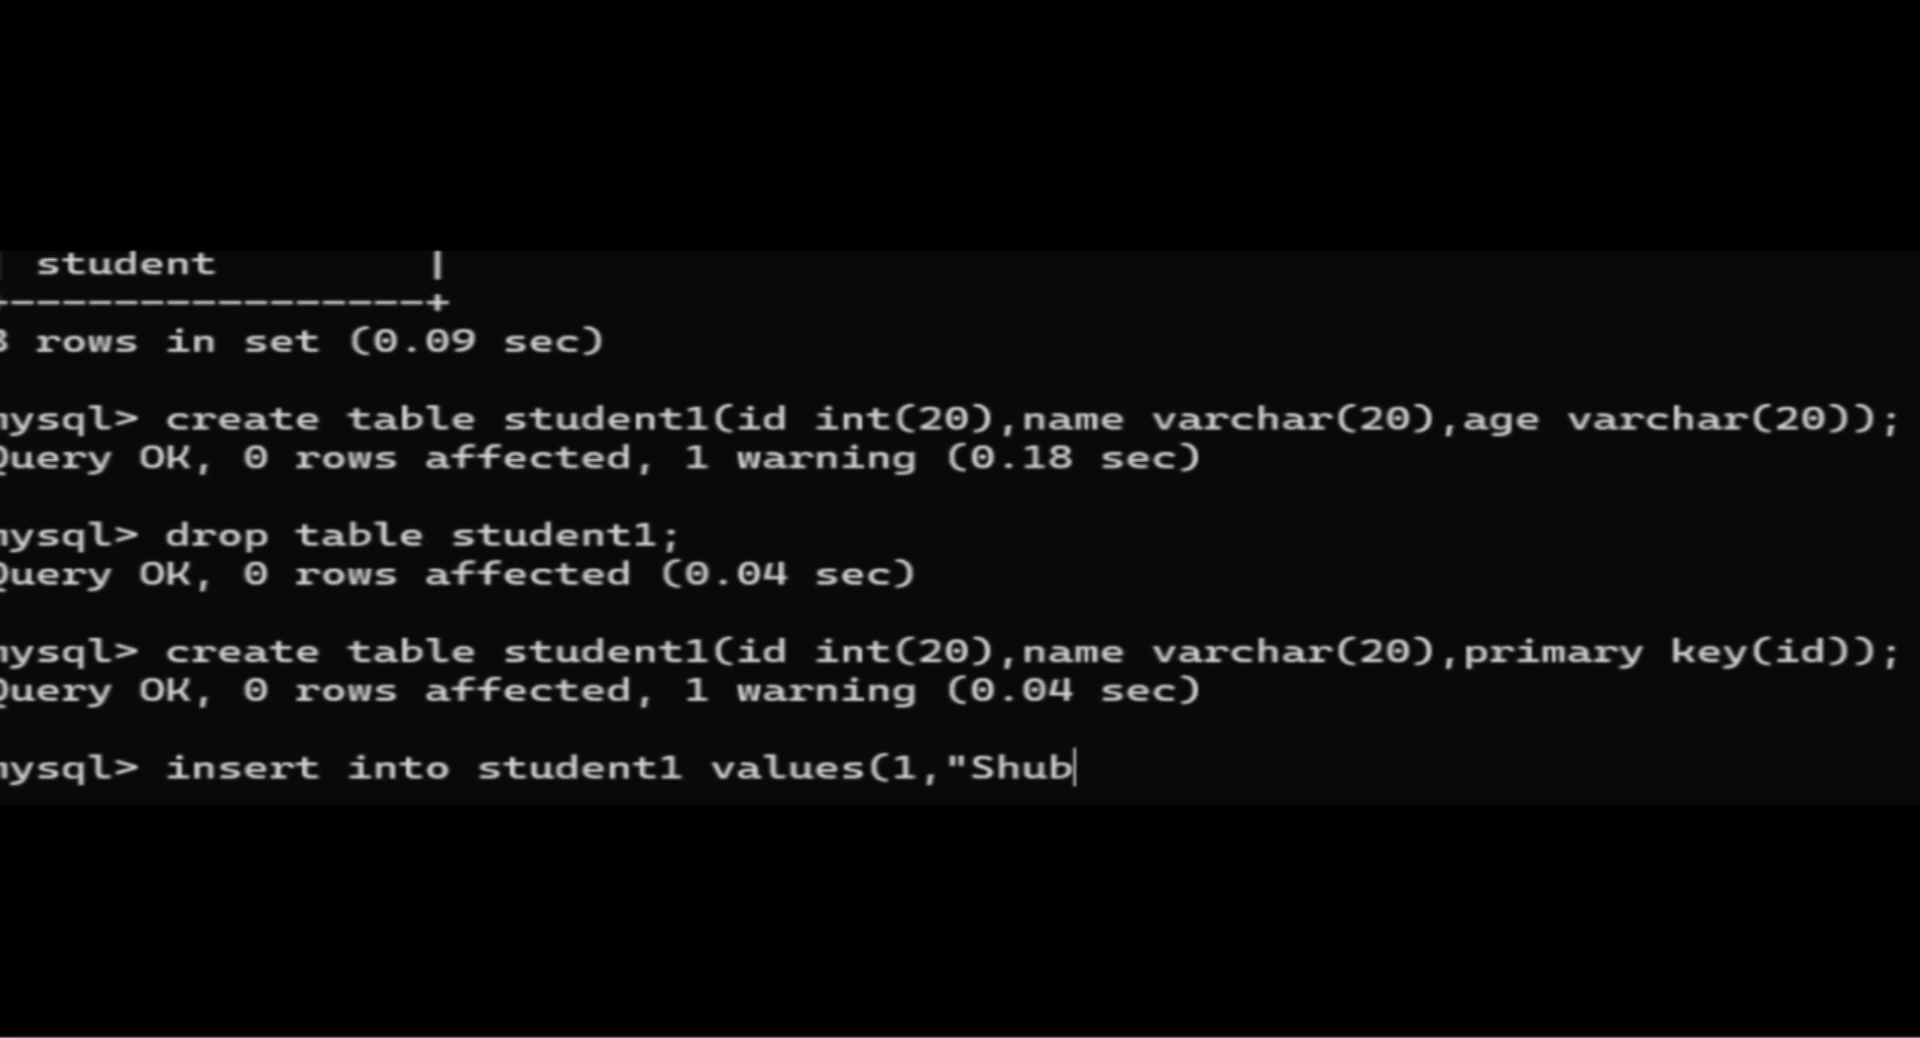 | student |
+----------------+
3 rows in set (0.09 sec)
mysql> create table student1(id int(20),name varchar(20),age varchar(20));
Query OK, 0 rows affected, 1 warning (0.18 sec)
mysql> drop table student1;
Query OK, 0 rows affected (0.04 sec)
mysql> create table student1(id int(20),name varchar(20),primary key(id));
Query OK, 0 rows affected, 1 warning (0.04 sec)
mysql> insert into student1 values(1,"Shub